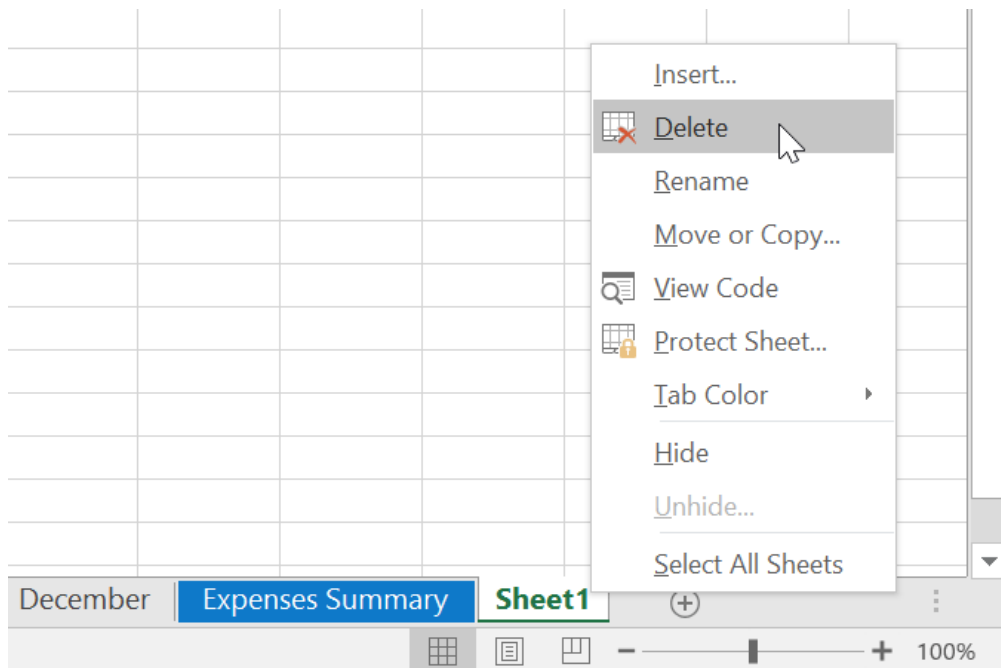 Insert...
Delete
Rename
Move or Copy...
View Code
Protect Sheet...
Tab Color
Hide
Unhide...
Select All Sheets
December Expenses Summary Sheet1
100%